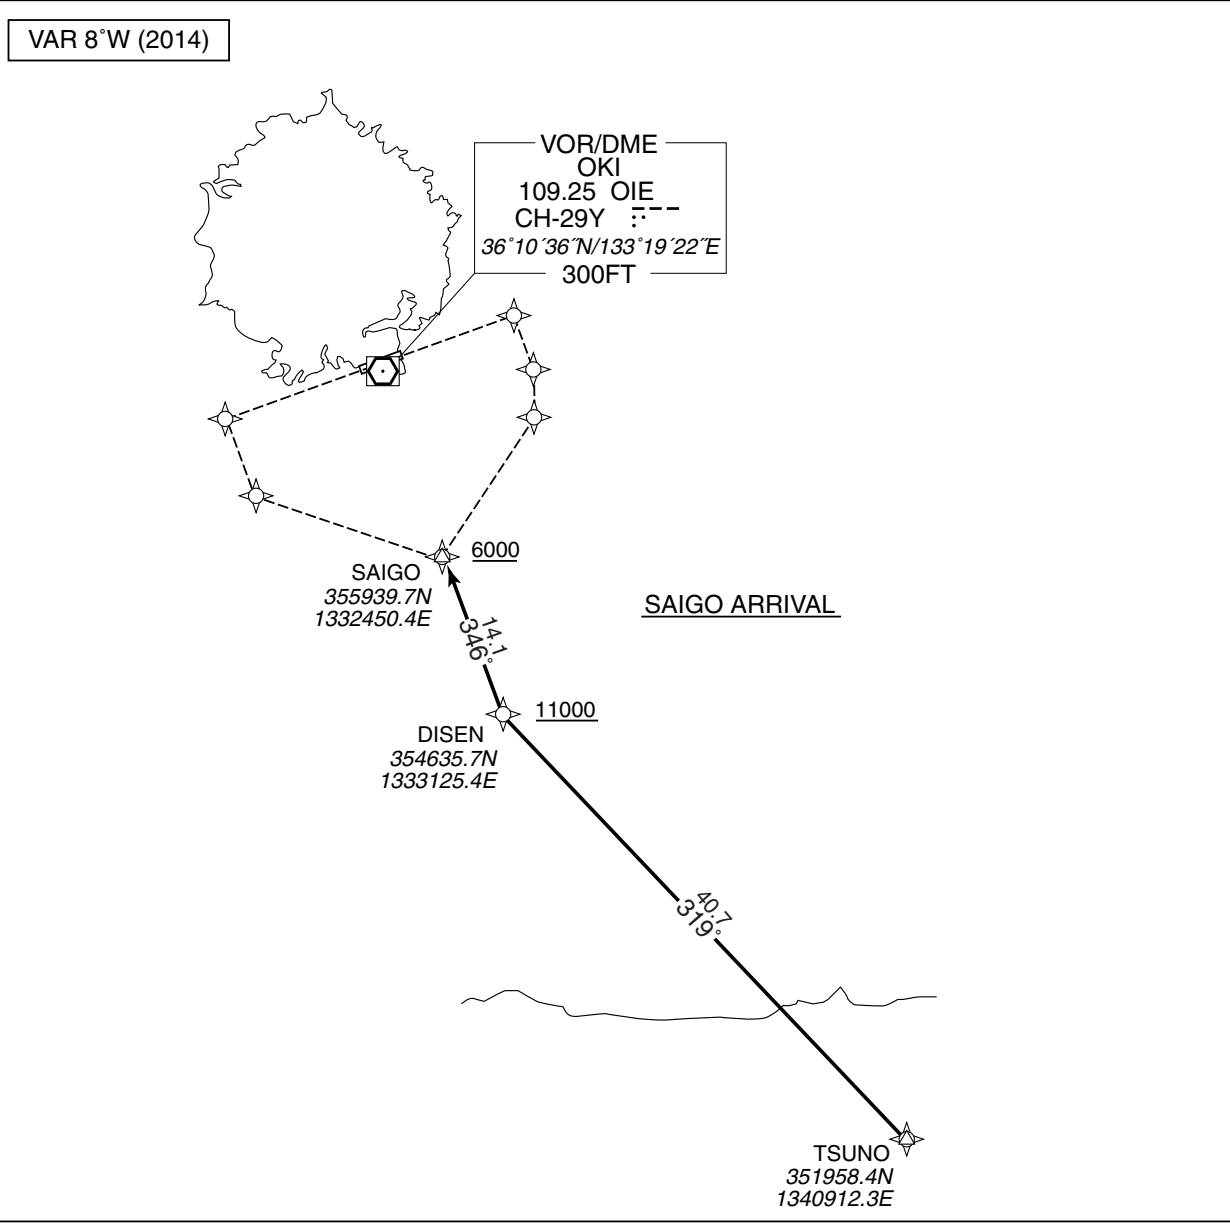 VAR 8˚W (2014)
VOR/DME
OKI
109.25 OIE
CH-29Y
36˚10´36˝N/133˚19´22˝E
300FT
6000
SAIGO
355939.7N
1332450.4E
SAIGO ARRIVAL
14.1
346˚
11000
DISEN
354635.7N
1333125.4E
40.7
319˚
TSUNO
351958.4N
1340912.3E